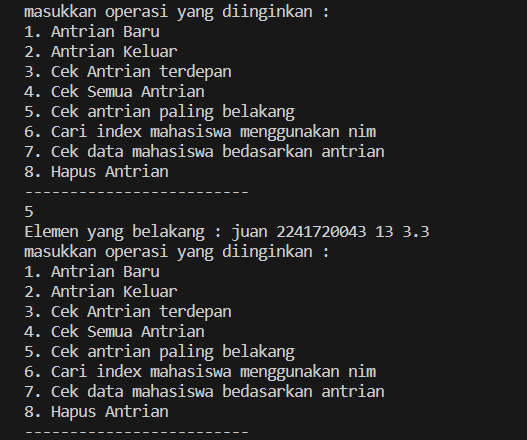 masukkan operasi yang diinginkan :
1. Antrian Baru
2. Antrian Keluar
3. Cek Antrian terdepan
4. Cek Semua Antrian
5. Cek antrian paling belakang
6. Cari index mahasiswa menggunakan nim
7. Cek data mahasiswa bedasarkan antrian
8. Hapus Antrian
-------------------------
5
Elemen yang belakang : juan 2241720043 13 3.3
masukkan operasi yang diinginkan :
1. Antrian Baru
2. Antrian Keluar
3. Cek Antrian terdepan
4. Cek Semua Antrian
5. Cek antrian paling belakang
6. Cari index mahasiswa menggunakan nim
7. Cek data mahasiswa bedasarkan antrian
8. Hapus Antrian
-------------------------